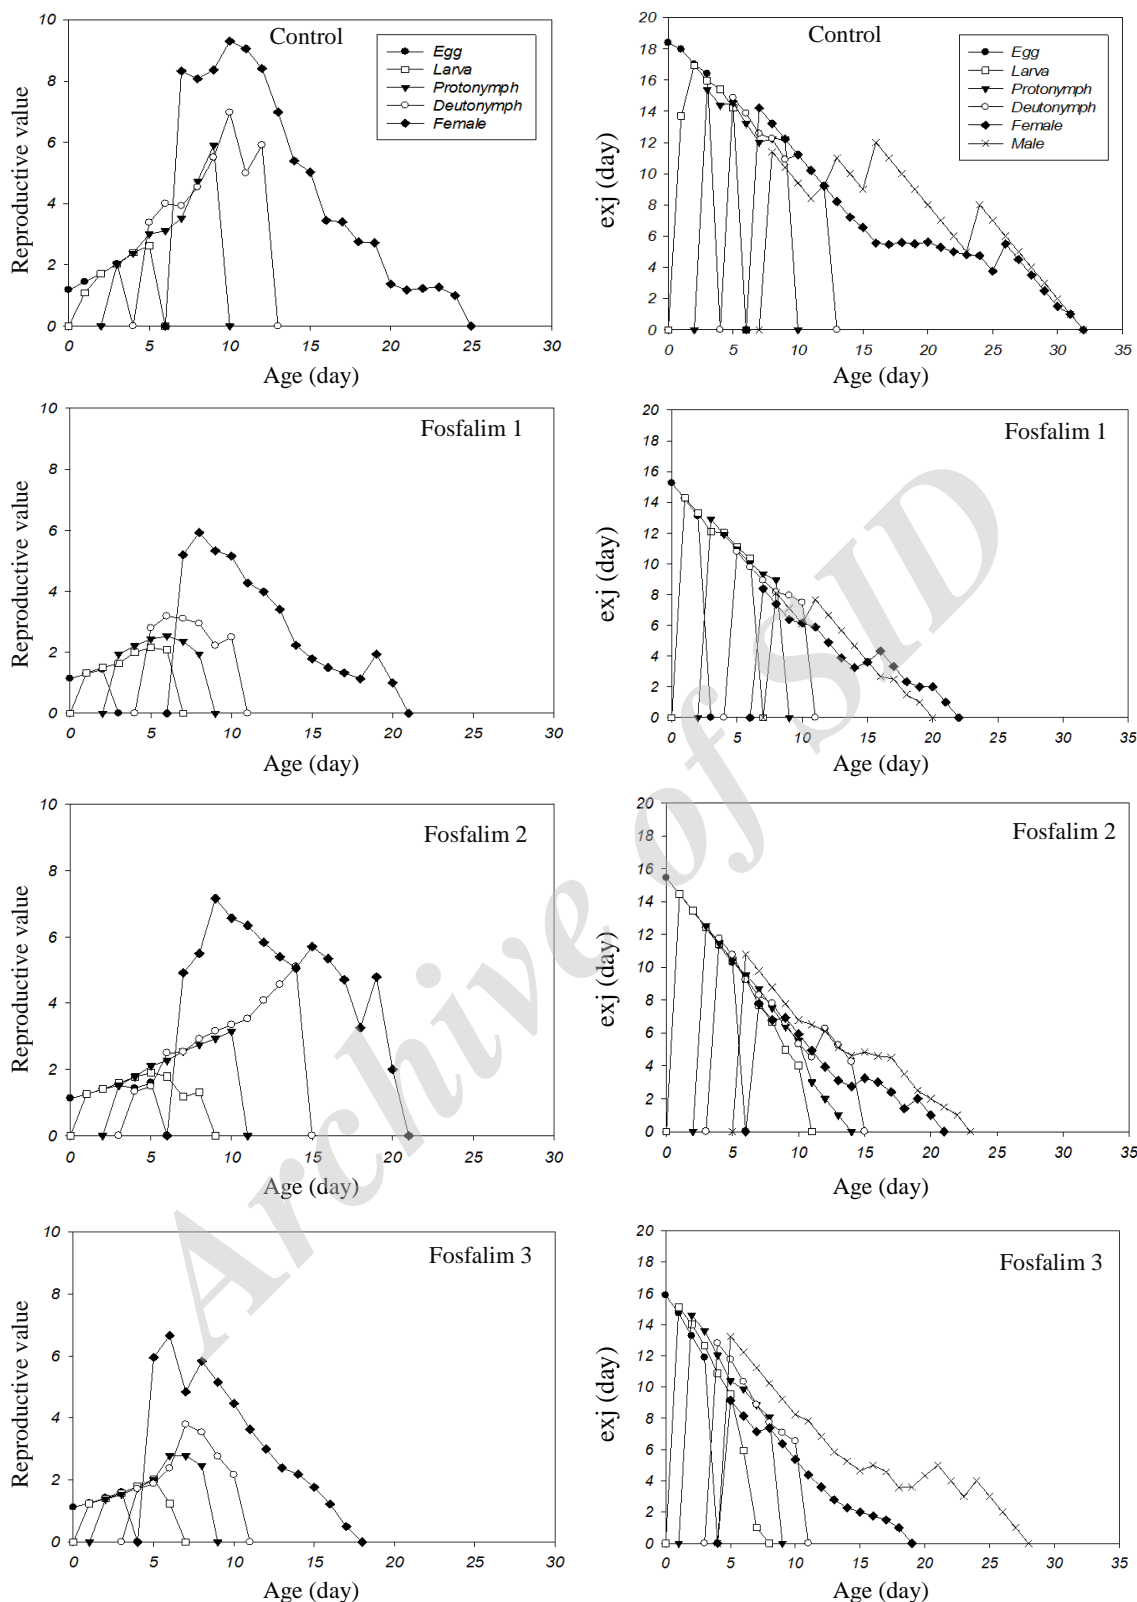 Control
Reproductive value
10
8
6
4
2
0
Egg
Larva
Protonymph
Deutonymph
Female
0 5 10 15 20 25 30
Age (day)
Control
exj (day)
20
18
16
14
12
10
8
6
4
2
0
Egg
Larva
Protonymph
Deutonymph
Female
Male
0 5 10 15 20 25 30 35
Age (day)
Fosfalim 1
Reproductive value
10
8
6
4
2
0
0 5 10 15 20 25 30
Age (day)
Fosfalim 1
exj (day)
20
18
16
14
12
10
8
6
4
2
0
0 5 10 15 20 25 30 35
Age (day)
Fosfalim 2
Reproductive value
10
8
6
4
2
0
0 5 10 15 20 25 30
Age (day)
Fosfalim 2
exj (day)
20
18
16
14
12
10
8
6
4
2
0
0 5 10 15 20 25 30 35
Age (day)
Fosfalim 3
Reproductive value
10
8
6
4
2
0
0 5 10 15 20 25 30
Age (day)
Fosfalim 3
exj (day)
20
18
16
14
12
10
8
6
4
2
0
0 5 10 15 20 25 30 35
Age (day)
Archive of SID